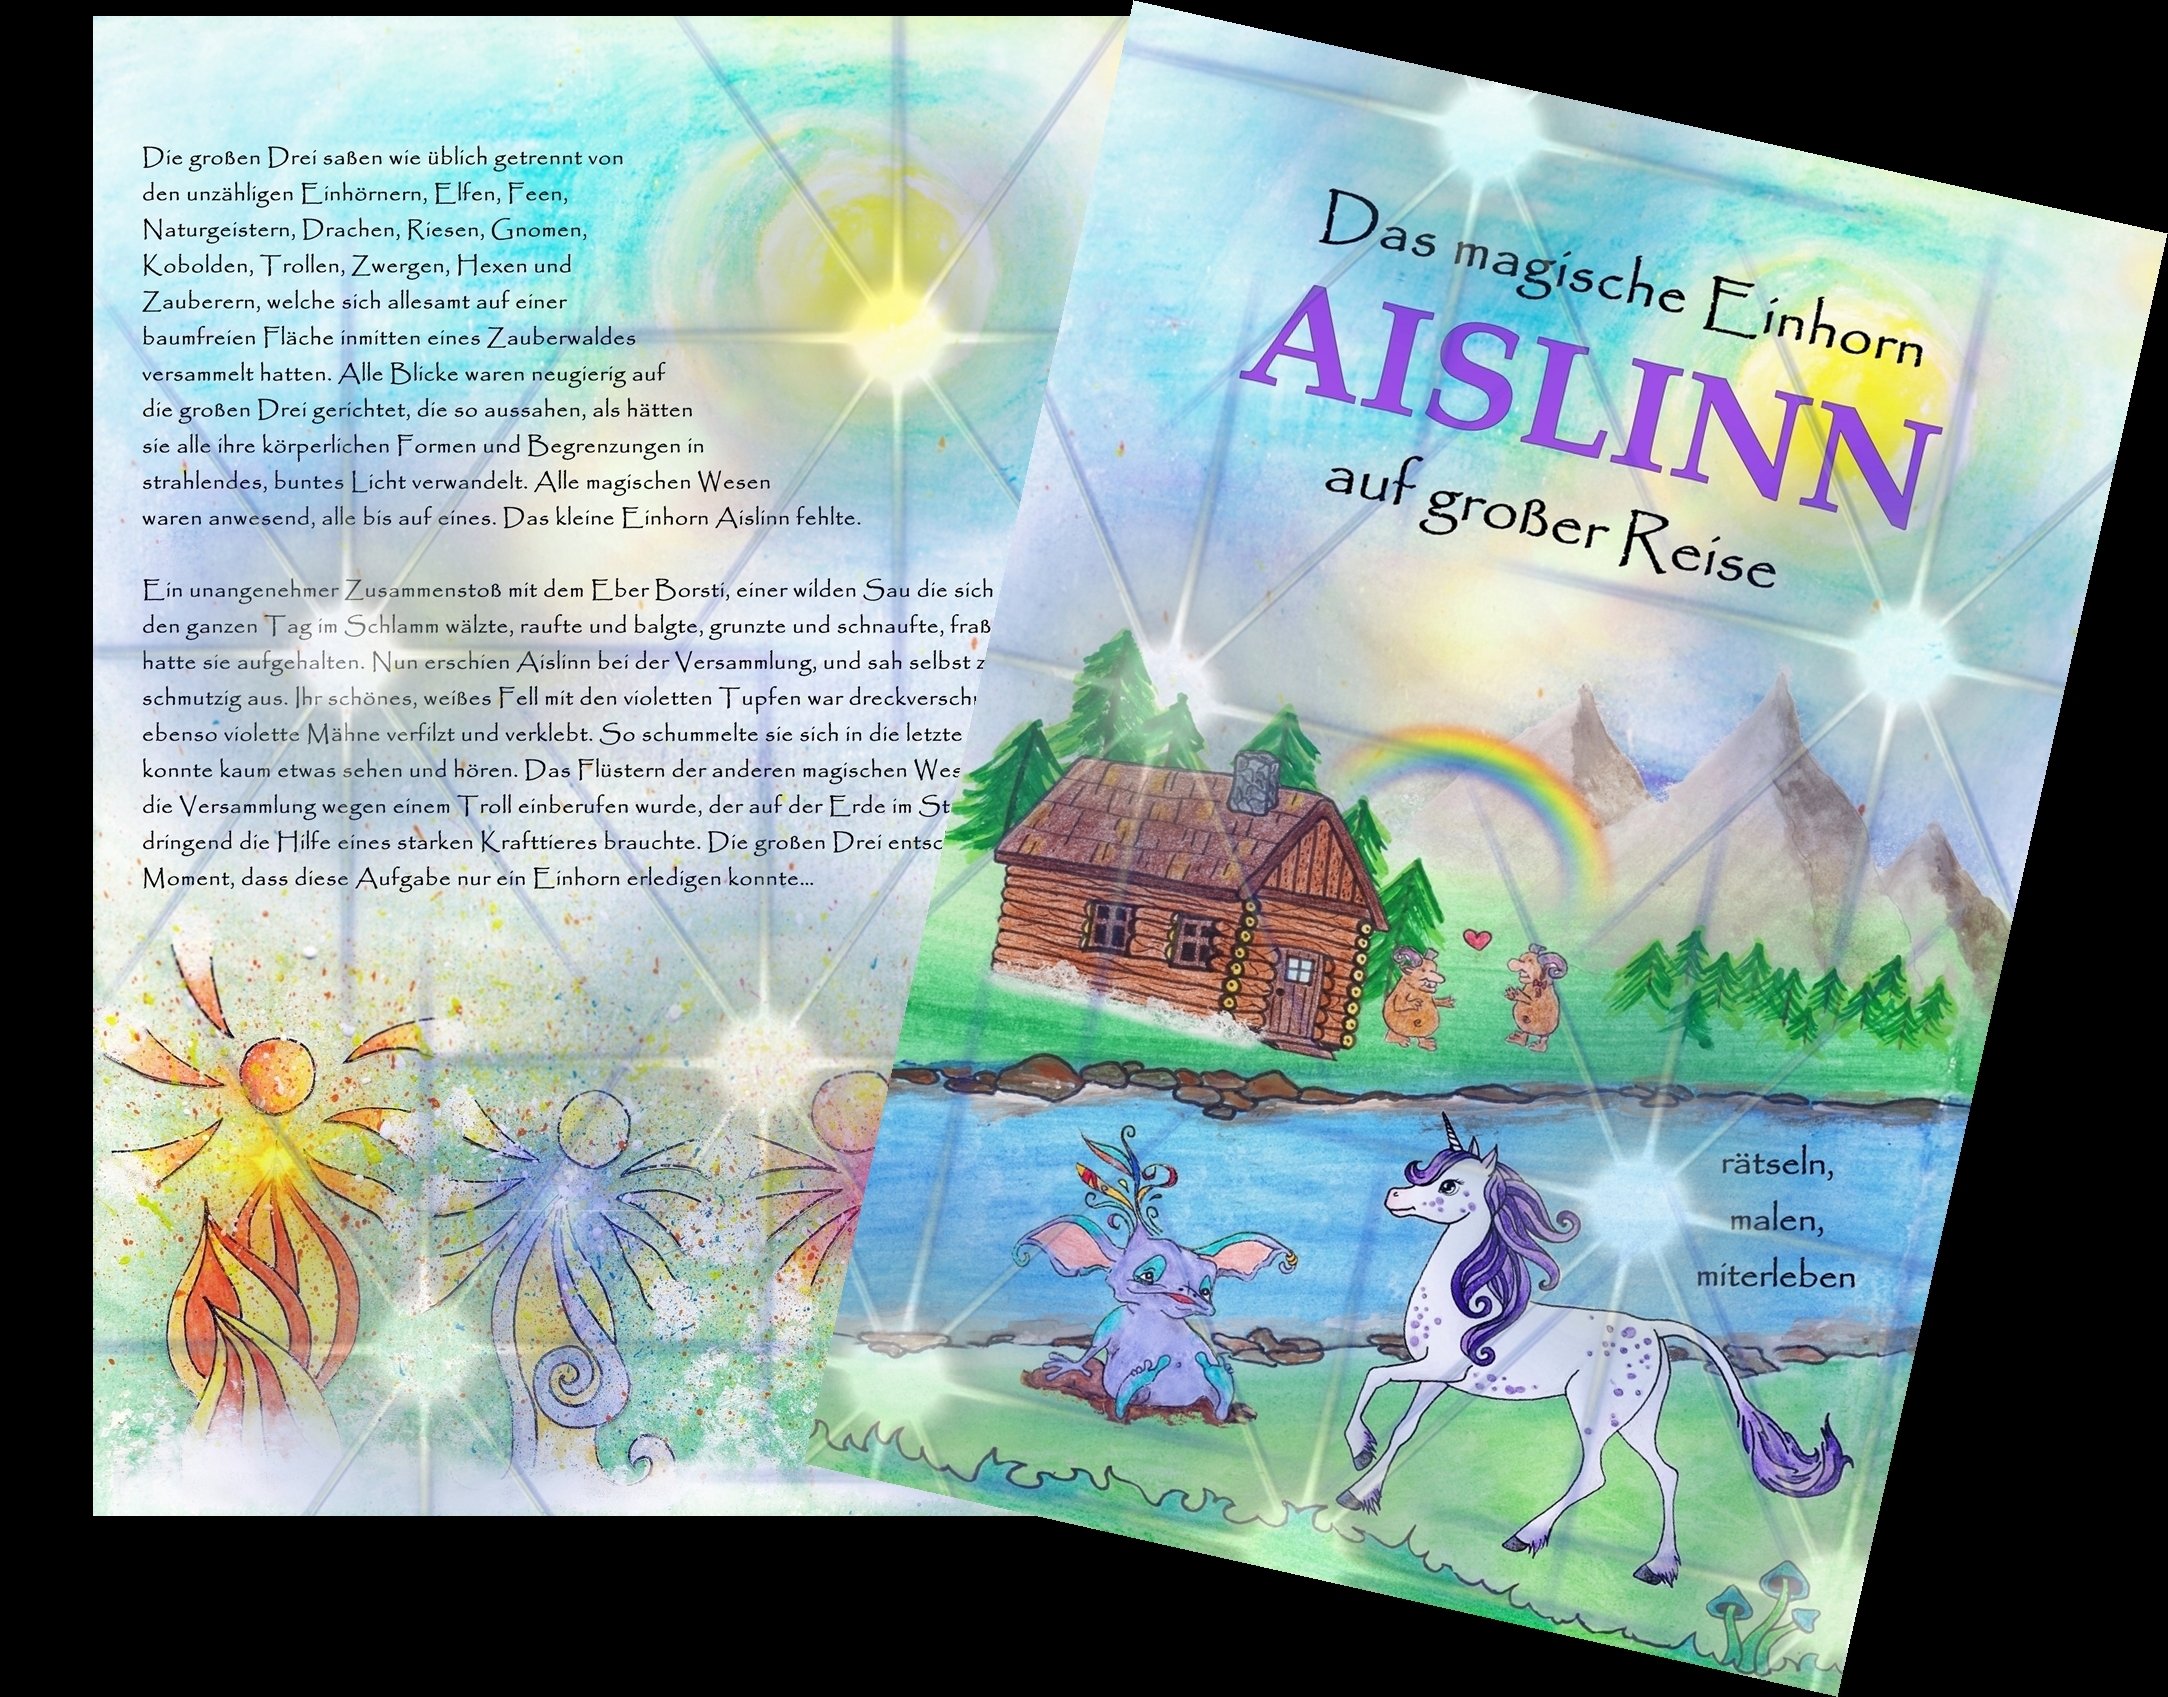 Die großen Drei saßen wie üblich getrennt von
den unzähligen Einhörnern, Elfen, Feen,
Naturgeistern, Drachen, Riesen, Gnomen,
Kobolden, Trollen, Zwergen, Hexen und
Zauberern, welche sich allesamt auf einer
baumfreien Fläche inmitten eines Zauberwaldes
versammelt hatten. Alle Blicke waren neugierig auf
die großen Drei gerichtet, die so aussahen, als hätten
sie alle ihre körperlichen Formen und Begrenzungen in
strahlendes, buntes Licht verwandelt. Alle magischen Wesen
waren anwesend, alle bis auf eines. Das kleine Einhorn Aislinn fehlte.
Ein unangenehmer Zusammenstoß mit dem Eber Borsti, einer wilden Sau die sich
den ganzen Tag im Schlamm wälzte, raufte und balgte, grunzte und schnaufte, fraß
hatte sie aufgehalten. Nun erschien Aislinn bei der Versammlung, und sah selbst
schmutzig aus. Ihr schönes, weißes Fell mit den violetten Tupfen war
ebenso violette Mähne verfilzt und verklebt. So schummelte sie sich in die letzte
konnte kaum etwas sehen und hören. Das Flüstern der anderen magischen
die Versammlung wegen einem Troll einberufen wurde, der auf der Erde im
dringend die Hilfe eines starken Krafttieres brauchte. Die großen Drei
Moment, dass diese Aufgabe nur ein Einhorn erledigen konnte...
Das magische Einhorn
AISLINN
auf großer Reise
rätseln,
malen,
miterleben